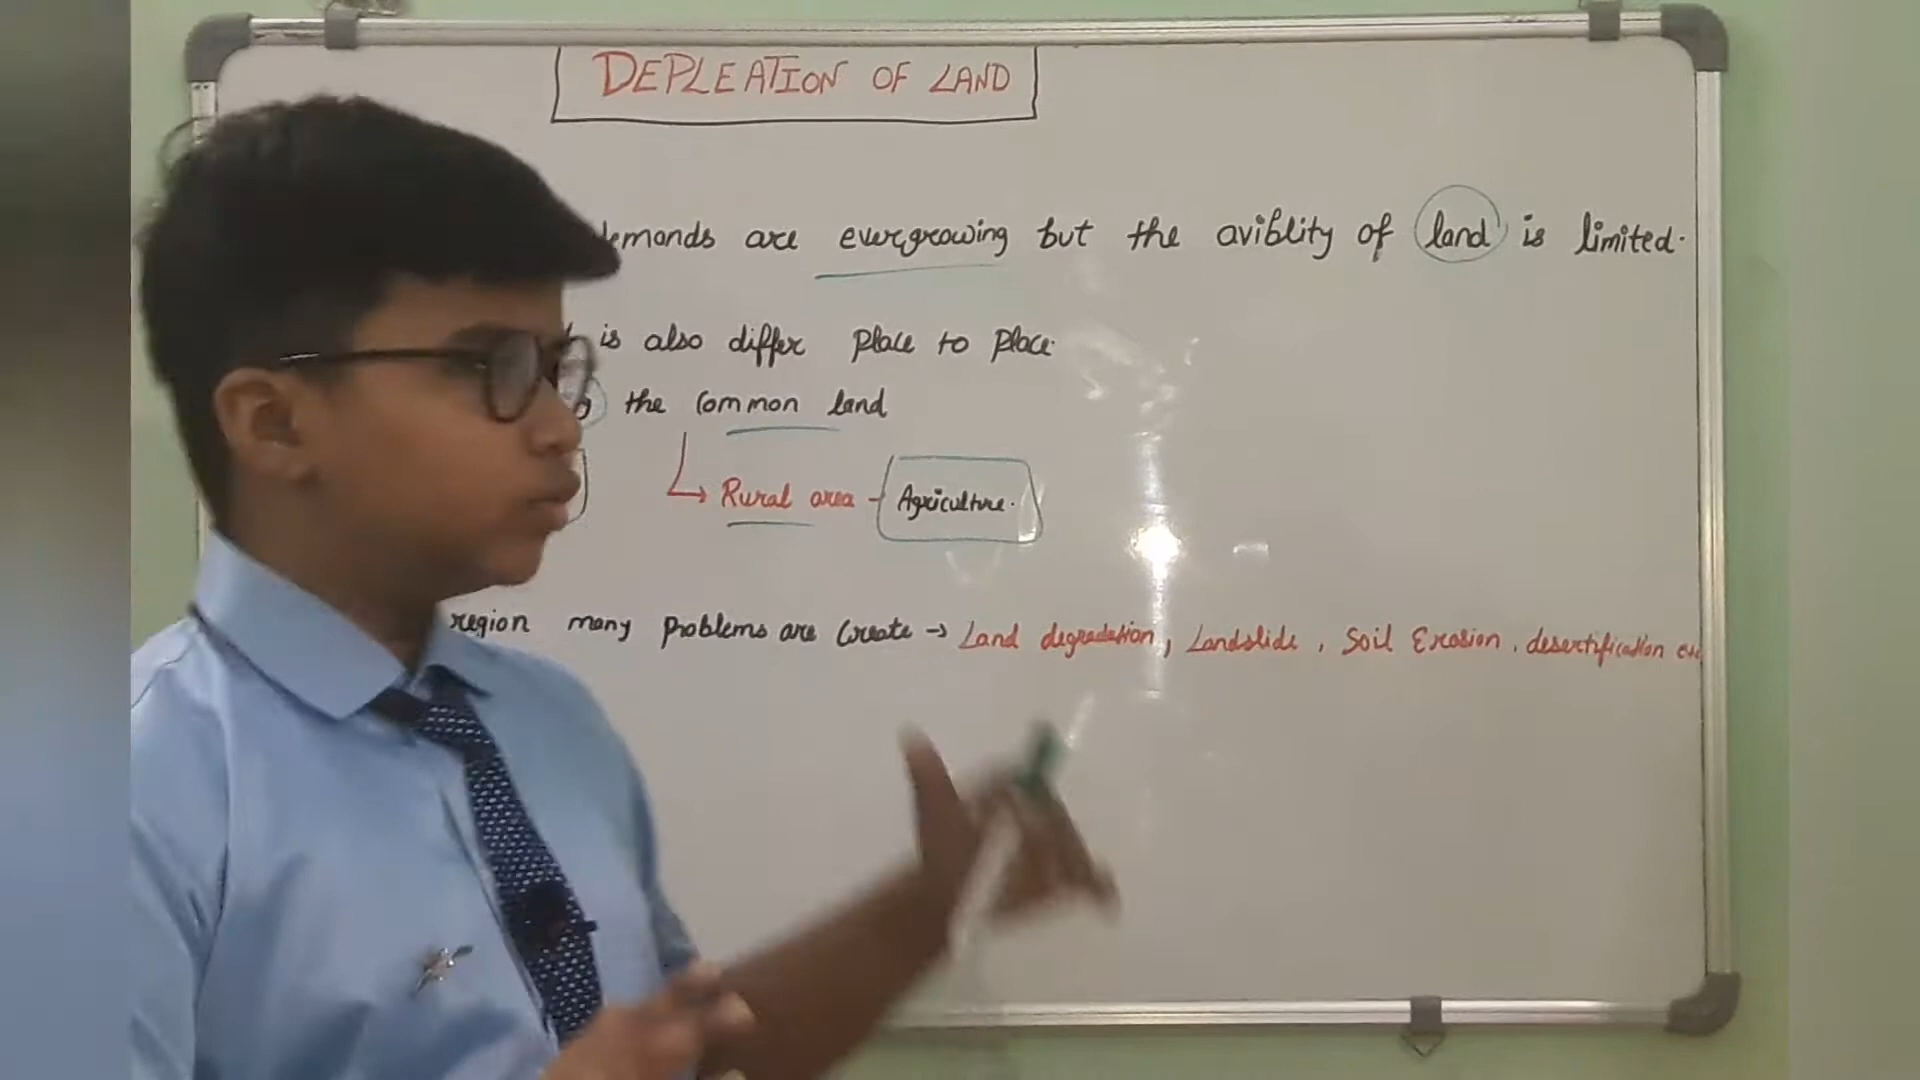 DEPLEATION OF LAND
demands are evergrowing but the aviblity of land is limited.
is also differ place to place.
the common land
Rural area - Agriculture.
region many problems are create → Land degradation, Landslide, Soil Erosion, desertification etc